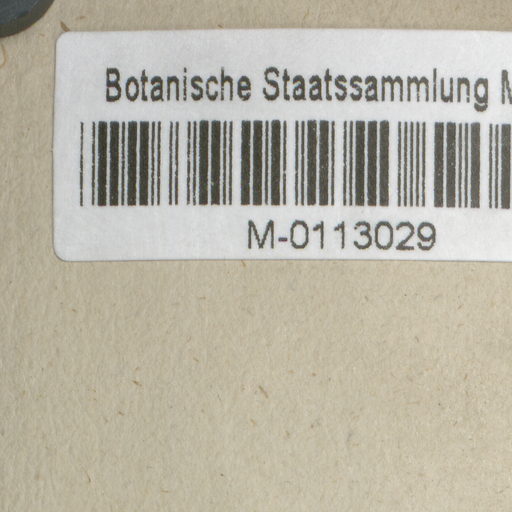 Botanische Staatssammlung
M-0113029